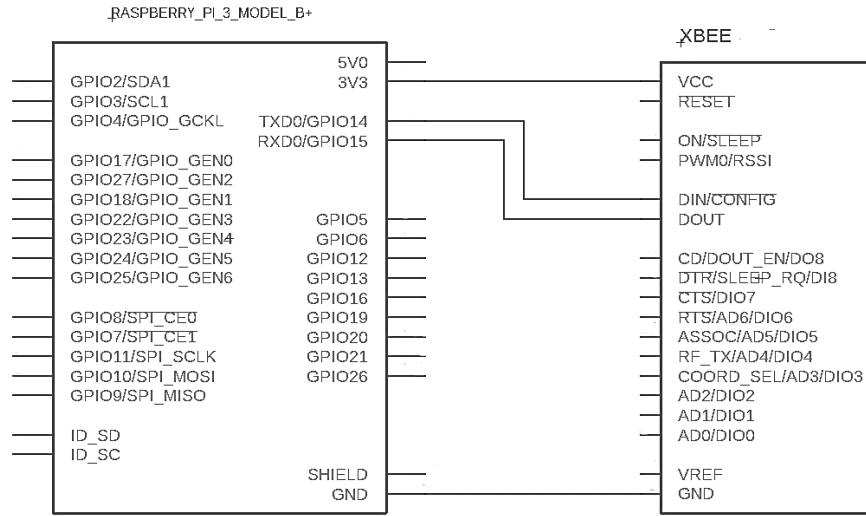 RASPBERRY_PI_3_MODEL_B+
5V0
3V3
GPIO2/SDA1
GPIO3/SCL1
GPIO4/GPIO_GCKL
TXD0/GPIO14
RXD0/GPIO15
GPIO17/GPIO_GEN0
GPIO27/GPIO_GEN2
GPIO18/GPIO_GEN1
GPIO22/GPIO_GEN3
GPIO23/GPIO_GEN4
GPIO24/GPIO_GEN5
GPIO25/GPIO_GEN6
GPIO5
GPIO6
GPIO12
GPIO13
GPIO16
GPIO19
GPIO20
GPIO21
GPIO26
GPIO8/SPI_CE0
GPIO7/SPI_CE1
GPIO11/SPI_SCLK
GPIO10/SPI_MOSI
GPIO9/SPI_MISO
ID_SD
ID_SC
SHIELD
GND
XBEE
VCC
RESET
ON/SLEEP
PWM0/RSSI
DIN/CONFIG
DOUT
CD/DOUT_EN/DO8
DTR/SLEEP_RQ/DI8
CTS/DIO7
RTS/AD6/DIO6
ASSOC/AD5/DIO5
RF_TX/AD4/DIO4
COORD_SEL/AD3/DIO3
AD2/DIO2
AD1/DIO1
AD0/DIO0
VREF
GND